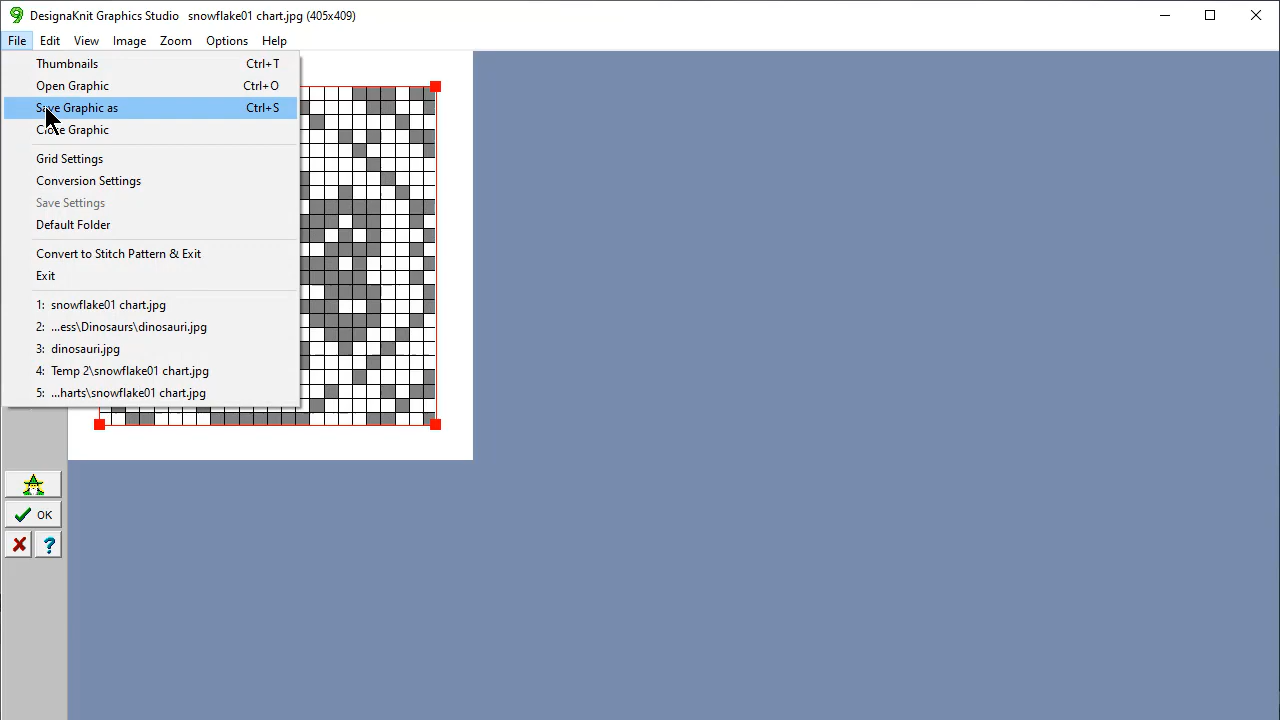 DesignaKnit Graphics Studio snowflake01 chart.jpg (405x409)
File Edit View Image Zoom Options Help
Thumbnails Ctrl+T
Open Graphic Ctrl+O
Save Graphic as Ctrl+S
Close Graphic
Grid Settings
Conversion Settings
Save Settings
Default Folder
Convert to Stitch Pattern & Exit
Exit
1: snowflake01 chart.jpg
2: ...ess\Dinosaurs\dinosauri.jpg
3: dinosauri.jpg
4: Temp 2\snowflake01 chart.jpg
5: ...harts\snowflake01 chart.jpg
OK
?